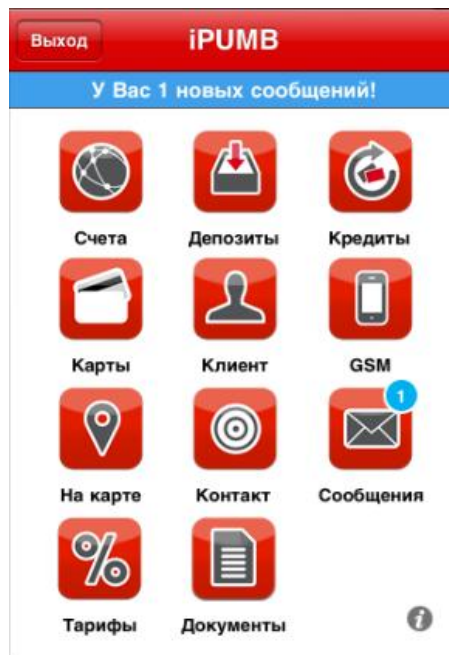 Выход
iPUMB
У Вас 1 новых сообщений!
Счета
Депозиты
Кредиты
Карты
Клиент
GSM
1
На карте
Контакт
Сообщения
%
Тарифы
Документы
i